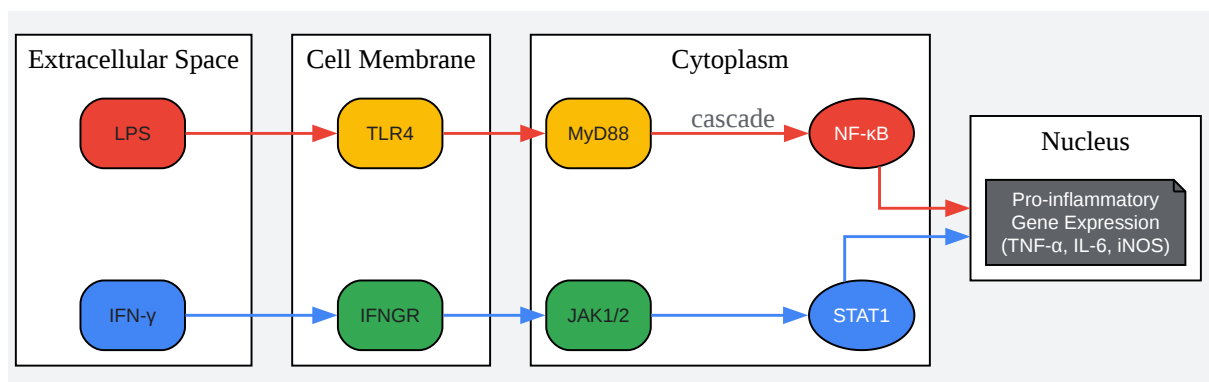 Extracellular Space
Cell Membrane
Cytoplasm
LPS
TLR4
MyD88
cascade
NF-κB
Nucleus
Pro-inflammatory
Gene Expression
(TNF-α, IL-6, iNOS)
IFN-γ
IFNGR
JAK1/2
STAT1